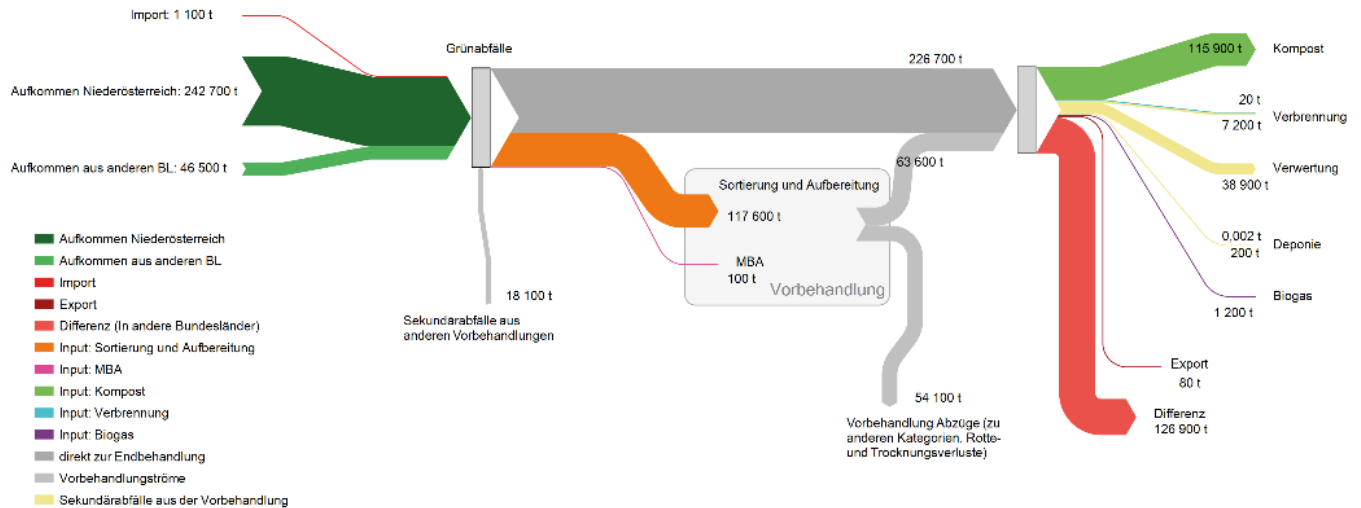 Import: 1 100 t
Grünabfälle
Aufkommen Niederösterreich: 242 700 t
Aufkommen aus anderen BL: 46 500 t
226 700 t
115 900 t
Kompost
20 t
7 200 t
Verbrennung
63 600 t
Verwertung
38 900 t
Sortierung und Aufbereitung
117 600 t
MBA
100 t
Vorbehandlung
0,002 t
200 t
Deponie
Biogas
1 200 t
18 100 t
Sekundärabfälle aus
anderen Vorbehandlungen
Export
80 t
54 100 t
Vorbehandlung Abzüge (zu
anderen Kategorien, Rotte-
und Trocknungsverluste)
Differenz
126 900 t
Aufkommen Niederösterreich
Aufkommen aus anderen BL
Import
Export
Differenz (In andere Bundesländer)
Input: Sortierung und Aufbereitung
Input: MBA
Input: Kompost
Input: Verbrennung
Input: Biogas
direkt zur Endbehandlung
Vorbehandlungströme
Sekundärabfälle aus der Vorbehandlung